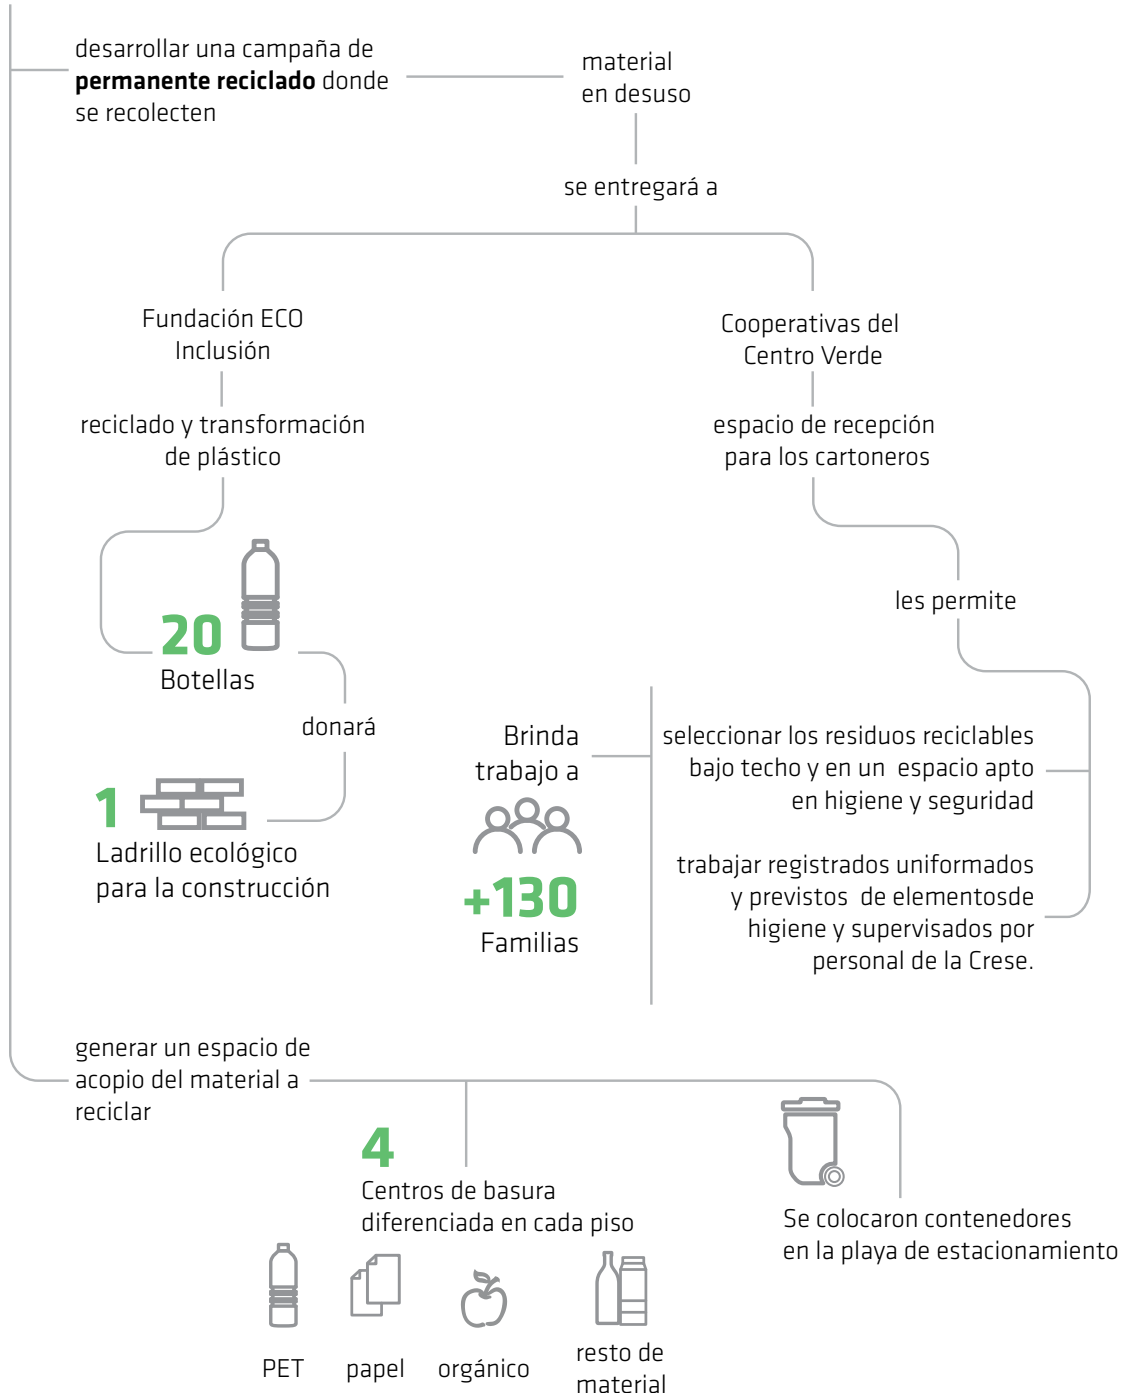 desarrollar una campaña de
permanente reciclado donde
se recolecten
material
en desuso
se entregará a
Fundación ECO
Inclusión
reciclado y transformación
de plástico
20
Botellas
donará
1
Ladrillo ecológico
para la construcción
Cooperativas del
Centro Verde
espacio de recepción
para los cartoneros
les permite
seleccionar los residuos reciclables
bajo techo y en un  espacio apto
en higiene y seguridad
trabajar registrados uniformados
y previstos  de elementosde
higiene y supervisados por
personal de la Crese.
Brinda
trabajo a
+130
Familias
generar un espacio de
acopio del material a
reciclar
4
Centros de basura
diferenciada en cada piso
PET
papel
orgánico
resto de
material
Se colocaron contenedores
en la playa de estacionamiento